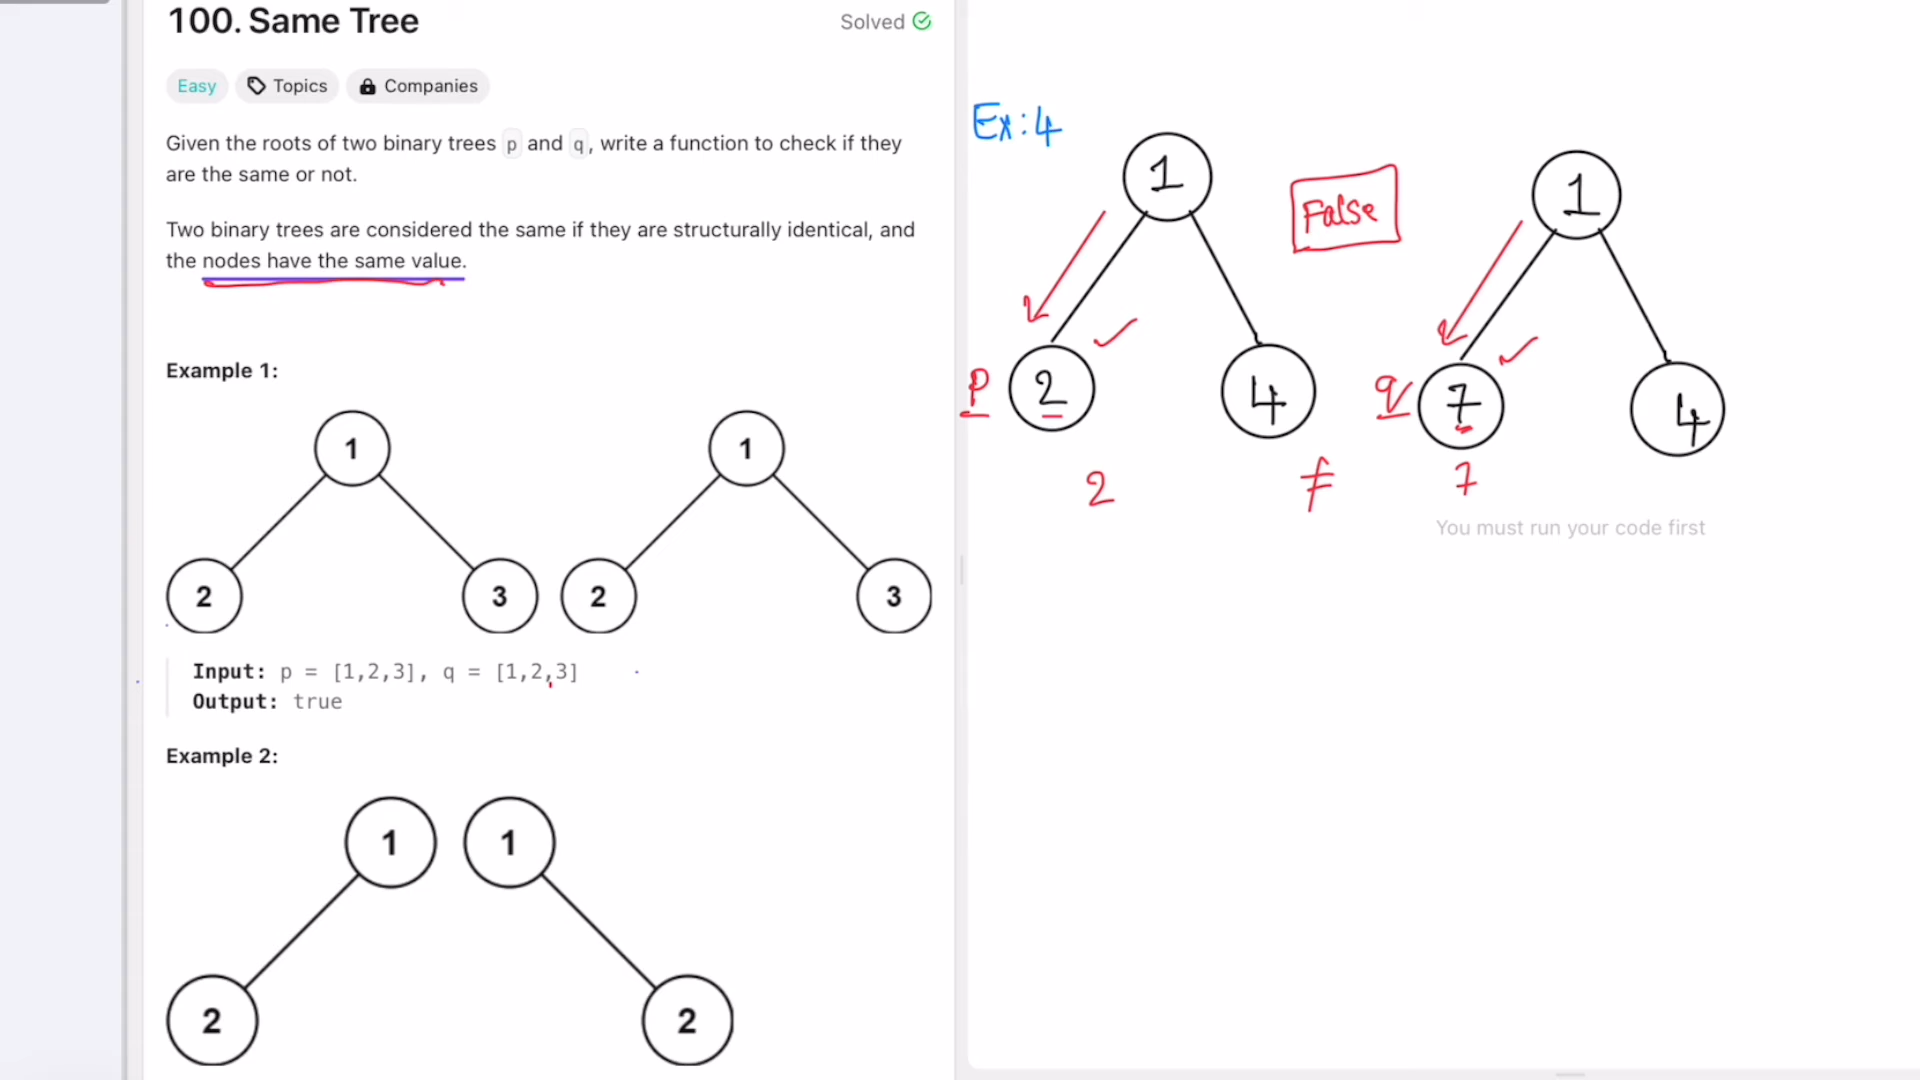 100. Same Tree
Solved
Easy Topics Companies
Given the roots of two binary trees p and q, write a function to check if they
are the same or not.
Two binary trees are considered the same if they are structurally identical, and
the nodes have the same value.
Example 1:
1 1
2 3 2 3
Input: p = [1,2,3], q = [1,2,3]
Output: true
Example 2:
1 1
2 2
Ex:4
1 False 1
p 2 4 q 7 4
2 ≠ 7
You must run your code first